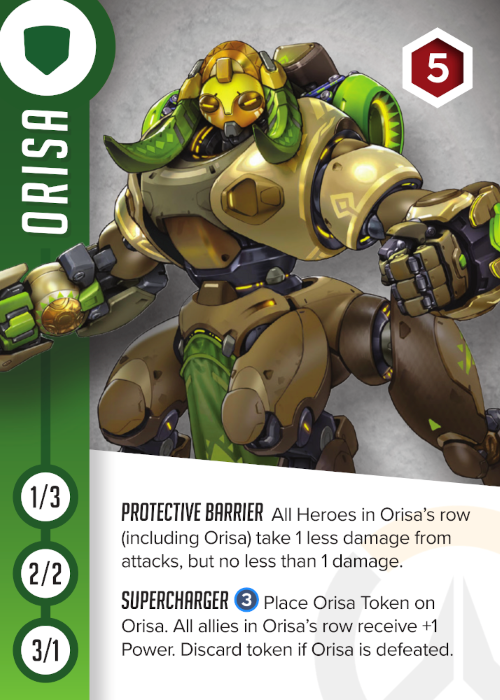 5
ORISA
1/3
2/2
3/1
PROTECTIVE BARRIER All Heroes in Orisa’s row
(including Orisa) take 1 less damage from
attacks, but no less than 1 damage.
SUPERCHARGER 3 Place Orisa Token on
Orisa. All allies in Orisa’s row receive +1
Power. Discard token if Orisa is defeated.